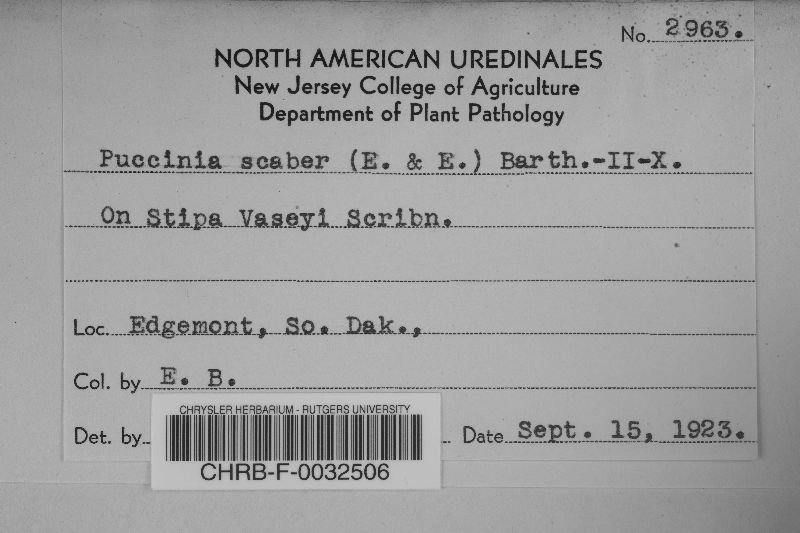 No. 2963.
NORTH AMERICAN UREDINALES
New Jersey College of Agriculture
Department of Plant Pathology
Puccinia scaber (E. & E.) Barth.-II-X.
On Stipa Vaseyi Scribn.
Loc. Edgemont, So. Dak.,
Col. by E. B.
Det. by Date Sept. 15, 1923.
CHRYSLER HERBARIUM - RUTGERS UNIVERSITY
CHRB-F-0032506